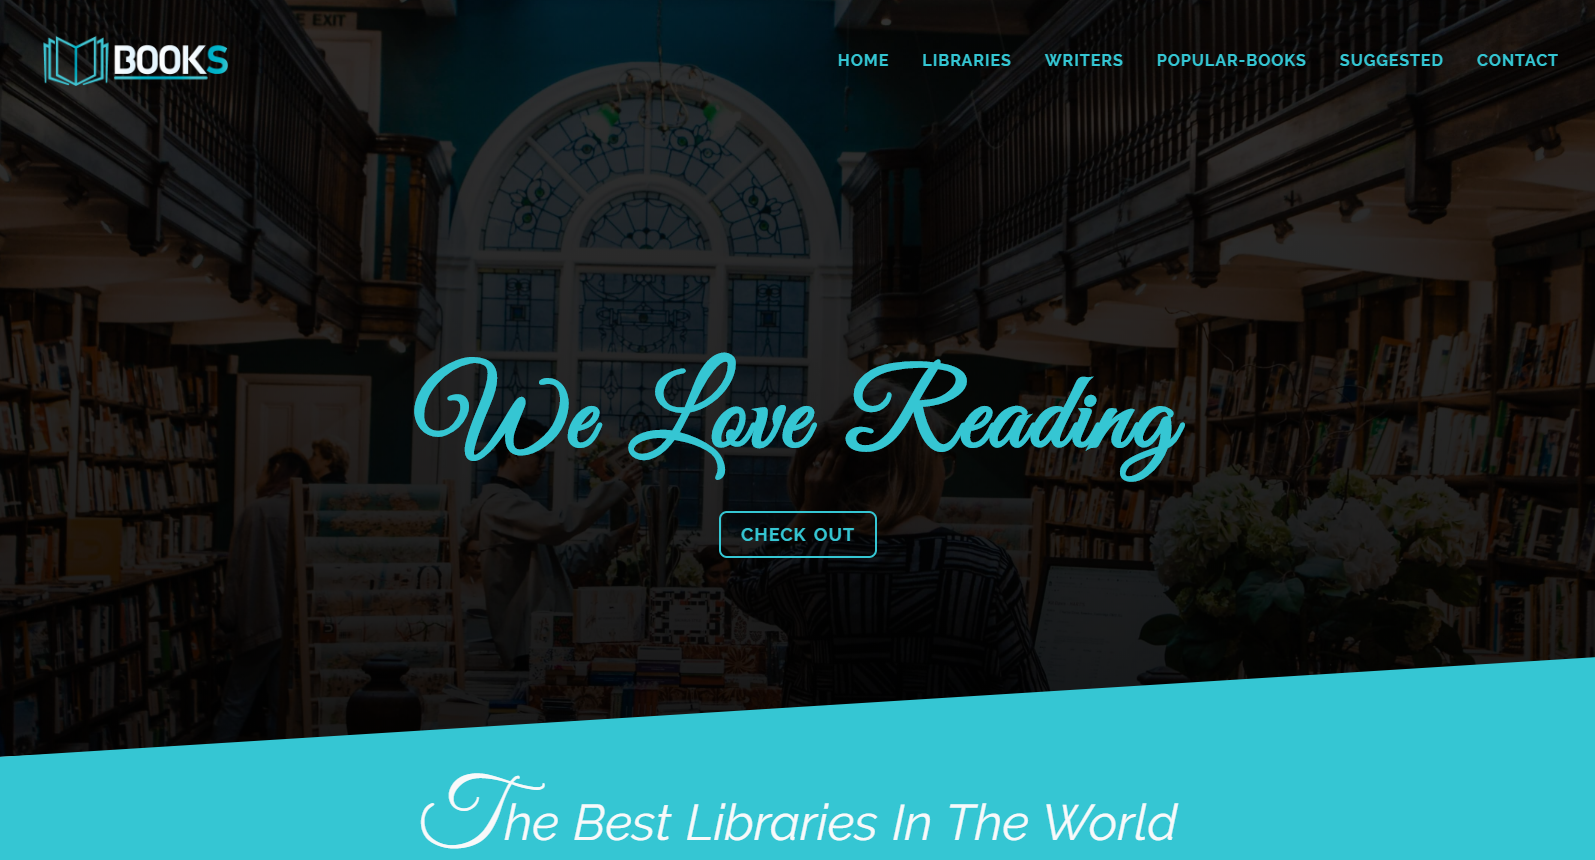 EXIT
BOOKS
HOME LIBRARIES WRITERS POPULAR-BOOKS SUGGESTED CONTACT
We Love Reading
CHECK OUT
The Best Libraries In The World